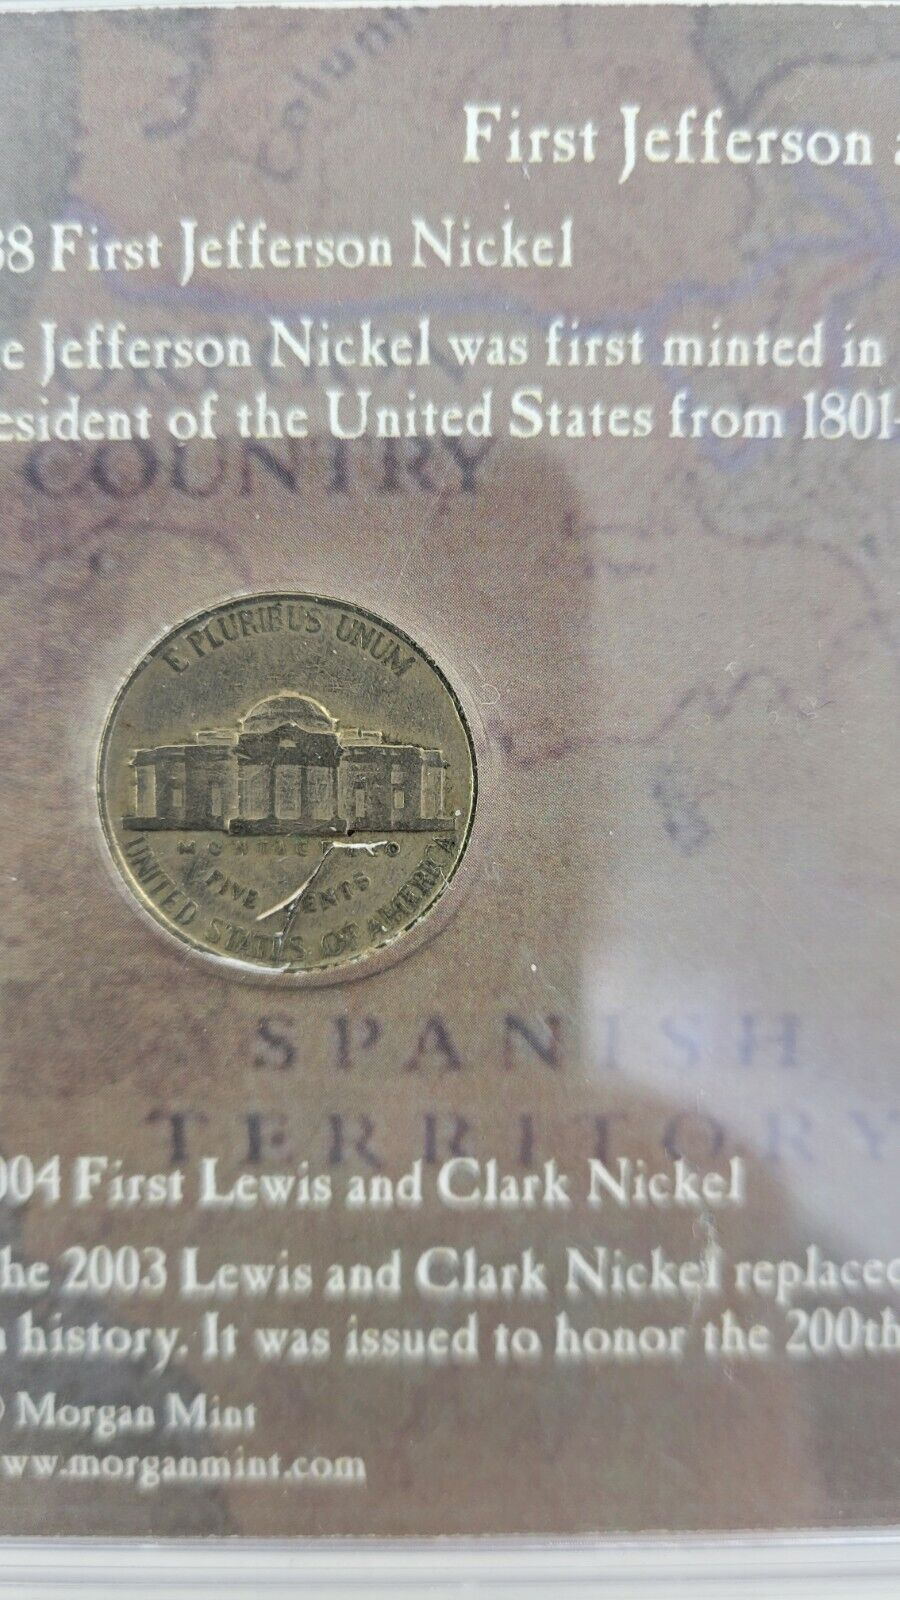 Colum
First Jefferson a
38 First Jefferson Nickel
e Jefferson Nickel was first minted in
esident of the United States from 1801-
COUNTRY
E PLURIBUS UNUM
MONTICELLO
FIVE CENTS
UNITED STATES OF AMERICA
SPANISH
TERRITORY
004 First Lewis and Clark Nickel
he 2003 Lewis and Clark Nickel replaced
history. It was issued to honor the 200th
© Morgan Mint
ww.morganmint.com